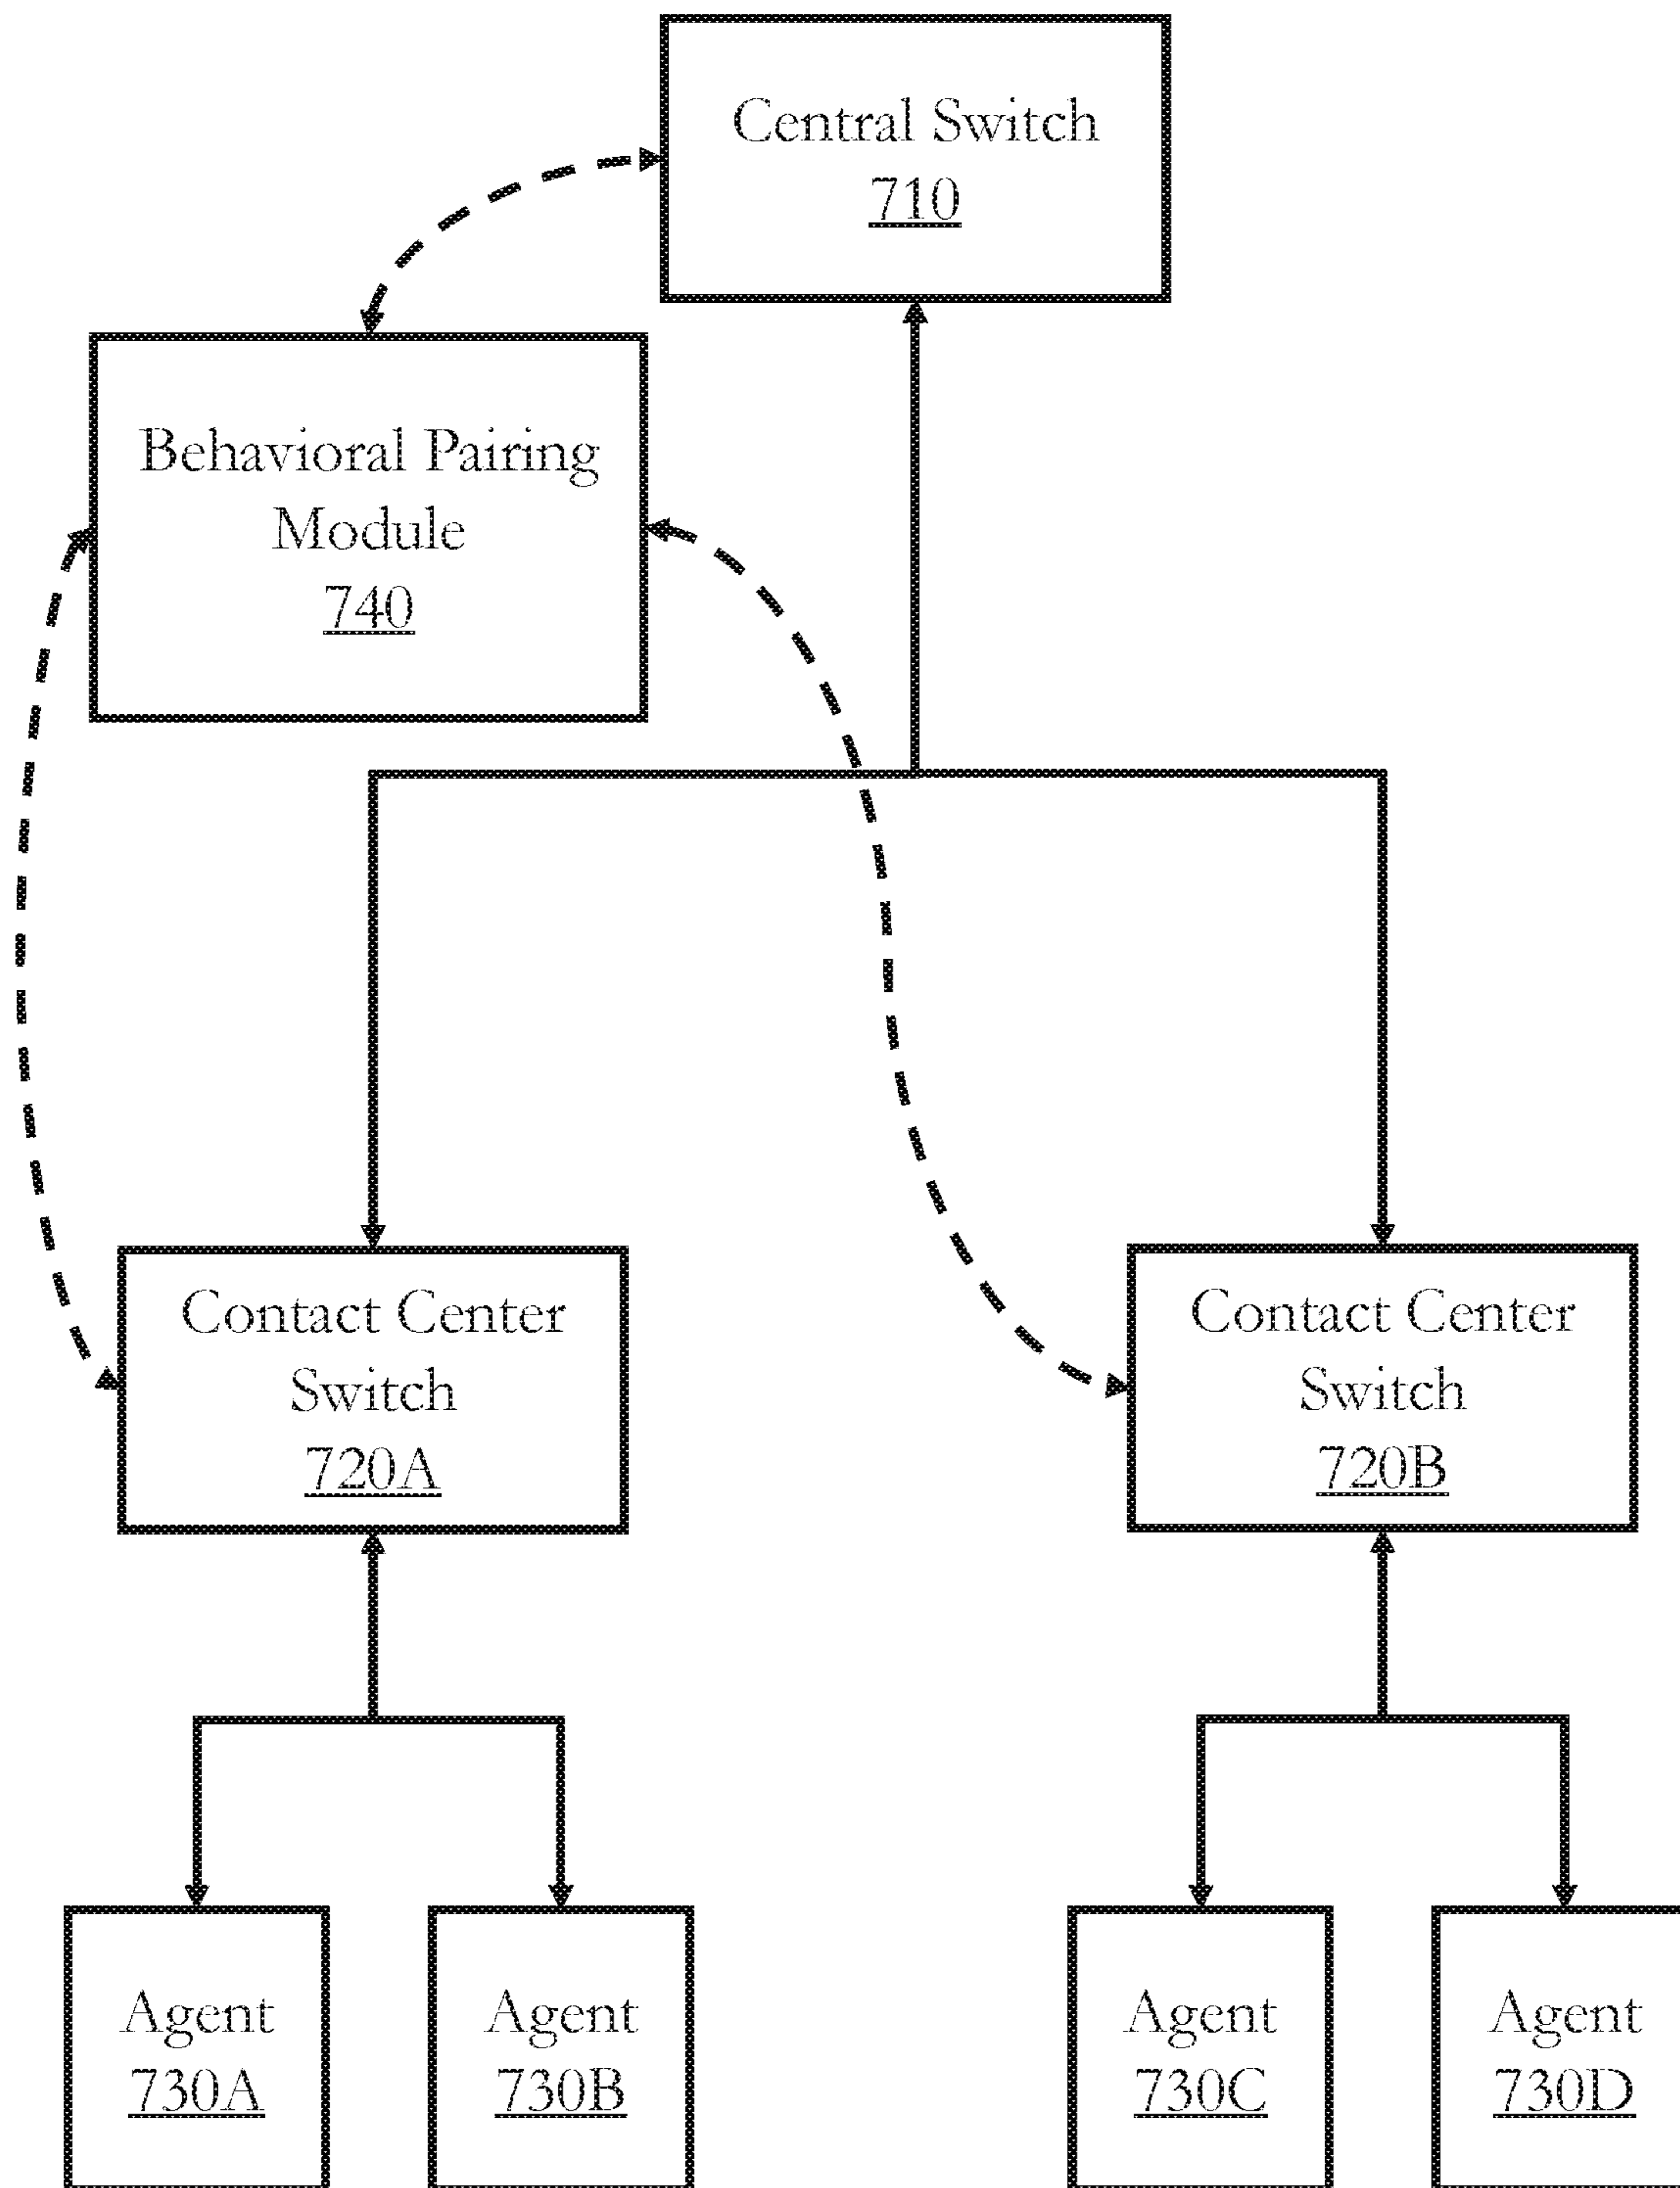 Central Switch
710
Behavioral Pairing
Module
740
Contact Center
Switch
720A
Contact Center
Switch
720B
Agent
730A
Agent
730B
Agent
730C
Agent
730D